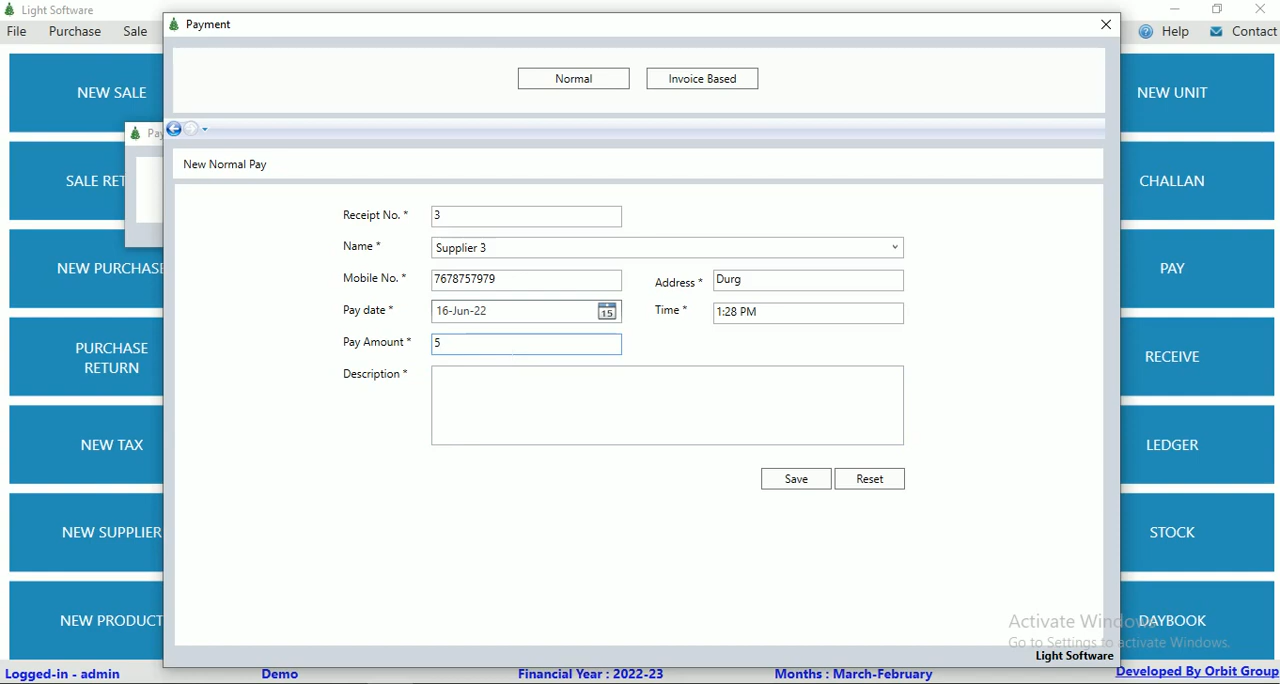 Light Software
File Purchase Sale
Help Contact
Payment
Normal Invoice Based
Pay
New Normal Pay
Receipt No. * 3
Name * Supplier 3
Mobile No. * 7678757979
Address * Durg
Pay date * 16-Jun-22 15
Time * 1:28 PM
Pay Amount * 5
Description *
Save Reset
NEW SALE
SALE RET
NEW PURCHASE
PURCHASE
RETURN
NEW TAX
NEW SUPPLIER
NEW PRODUCT
NEW UNIT
CHALLAN
PAY
RECEIVE
LEDGER
STOCK
DAYBOOK
Activate Windows
Go to Settings to activate Windows.
Light Software
Logged-in - admin Demo Financial Year : 2022-23 Months : March-February Developed By Orbit Group